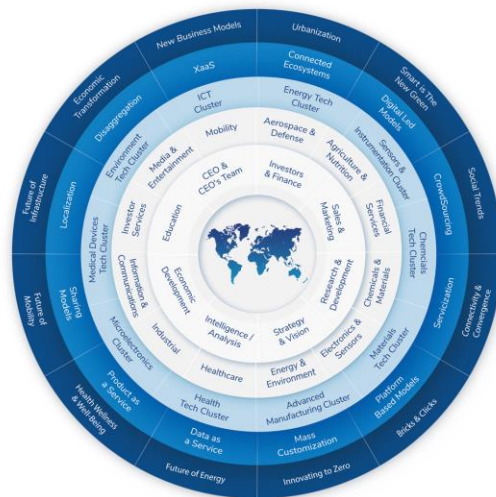 New Business Models
Urbanization
Smart is The
New Green
Social Trends
Connectivity &
Convergence
Bricks & Clicks
Innovating to Zero
Future of Energy
Health Wellness
& Well-Being
Future of
Mobility
Future of
Infrastructure
Economic
Transformation
XaaS
Connected
Ecosystems
Digital Led
Models
CrowdSourcing
Servicization
Platform
Based Models
Mass
Customization
Data as
a Service
Product as
a Service
Sharing
Models
Localization
Disaggregation
ICT
Cluster
Energy Tech
Cluster
Sensors &
Instrumentation Cluster
Chemcials
Tech Cluster
Materials
Tech Cluster
Advanced
Manufacturing Cluster
Health
Tech Cluster
Microelectronics
Cluster
Medical Devices
Tech Cluster
Environment
Tech Cluster
Mobility
Aerospace &
Defense
Agriculture &
Nutrition
Financial
Services
Chemicals &
Materials
Electronics &
Sensors
Energy &
Environment
Healthcare
Industrial
Information &
Communications
Investor
Services
Media &
Entertainment
CEO &
CEO's Team
Investors
& Finance
Sales &
Marketing
Research &
Development
Strategy
& Vision
Intelligence /
Analysis
Economic
Development
Education